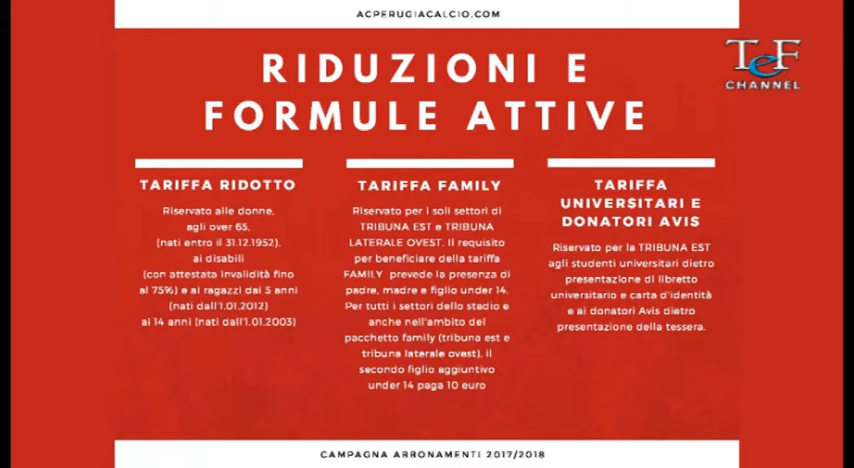 ACPERUGIACALCIO.COM
TeF
CHANNEL
RIDUZIONI E
FORMULE ATTIVE
TARIFFA RIDOTTO
Riservato alle donne,
agli over 65,
(nati entro il 31.12.1952),
ai disabili
(con attestata invalidità fino
al 75%) e ai ragazzi dai 5 anni
(nati dall'1.01.2012)
ai 14 anni (nati dall'1.01.2003)
TARIFFA FAMILY
Riservato per i soli settori di
TRIBUNA EST e TRIBUNA
LATERALE OVEST. Il requisito
per beneficiare della tariffa
FAMILY prevede la presenza di
padre, madre e figlio under 14.
Per tutti i settori dello stadio e
anche nell'ambito del
pacchetto family (tribuna est e
tribuna laterale ovest), il
secondo figlio aggiuntivo
under 14 paga 10 euro
TARIFFA
UNIVERSITARI E
DONATORI AVIS
Riservato per la TRIBUNA EST
agli studenti universitari dietro
presentazione di libretto
universitario e carta d'identità
e ai donatori Avis dietro
presentazione della tessera.
CAMPAGNA ABBONAMENTI 2017/2018